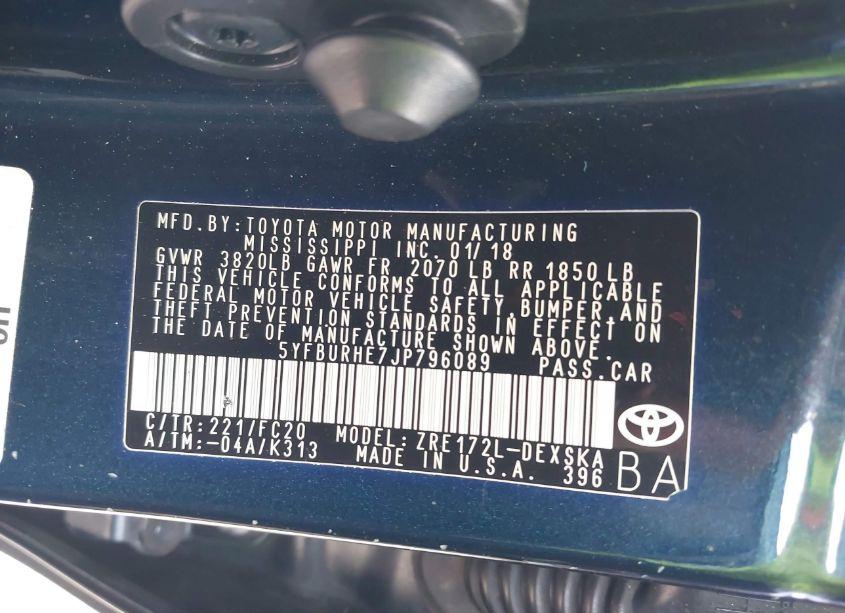 MFD. BY: TOYOTA MOTOR MANUFACTURING
MISSISSIPPI INC. 01/18
GVWR 3820LB GAWR FR 2070 LB RR 1850 LB
THIS VEHICLE CONFORMS TO ALL APPLICABLE
FEDERAL MOTOR VEHICLE SAFETY, BUMPER, AND
THEFT PREVENTION STANDARDS IN EFFECT ON
THE DATE OF MANUFACTURE SHOWN ABOVE.
5YFBURHE7JP796089 PASS. CAR
C/TR: 221/FC20 MODEL: ZRE172L-DEXSKA
A/TM: -04A/K313 MADE IN U.S.A. 396
BA